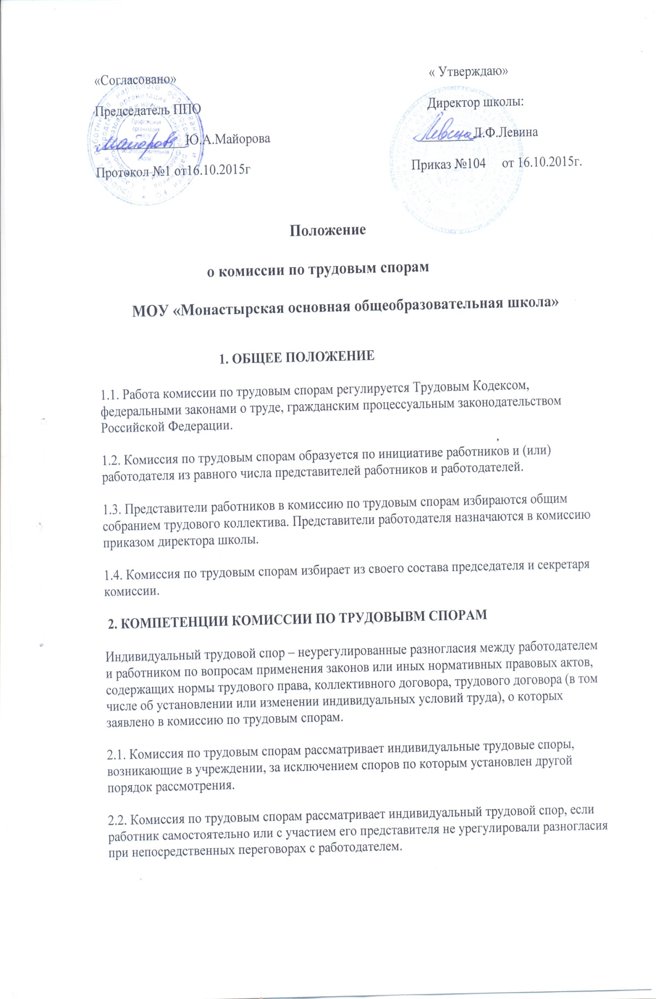 «Согласовано»
« Утверждаю»
Председатель ППО
Директор школы:
Ю.А.Майорова
Л.Ф.Левина
Протокол №1 от16.10.2015г
Приказ №104 от 16.10.2015г.
Положение
о комиссии по трудовым спорам
МОУ «Монастырская основная общеобразовательная школа»
1. ОБЩЕЕ ПОЛОЖЕНИЕ
1.1. Работа комиссии по трудовым спорам регулируется Трудовым Кодексом,
федеральными законами о труде, гражданским процессуальным законодательством
Российской Федерации.
1.2. Комиссия по трудовым спорам образуется по инициативе работников и (или)
работодателя из равного числа представителей работников и работодателей.
1.3. Представители работников в комиссию по трудовым спорам избираются общим
собранием трудового коллектива. Представители работодателя назначаются в комиссию
приказом директора школы.
1.4. Комиссия по трудовым спорам избирает из своего состава председателя и секретаря
комиссии.
2. КОМПЕТЕНЦИИ КОМИССИИ ПО ТРУДОВЫВМ СПОРАМ
Индивидуальный трудовой спор – неурегулированные разногласия между работодателем
и работником по вопросам применения законов или иных нормативных правовых актов,
содержащих нормы трудового права, коллективного договора, трудового договора (в том
числе об установлении или изменении индивидуальных условий труда), о которых
заявлено в комиссию по трудовым спорам.
2.1. Комиссия по трудовым спорам рассматривает индивидуальные трудовые споры,
возникающие в учреждении, за исключением споров по которым установлен другой
порядок рассмотрения.
2.2. Комиссия по трудовым спорам рассматривает индивидуальный трудовой спор, если
работник самостоятельно или с участием его представителя не урегулировали разногласия
при непосредственных переговорах с работодателем.